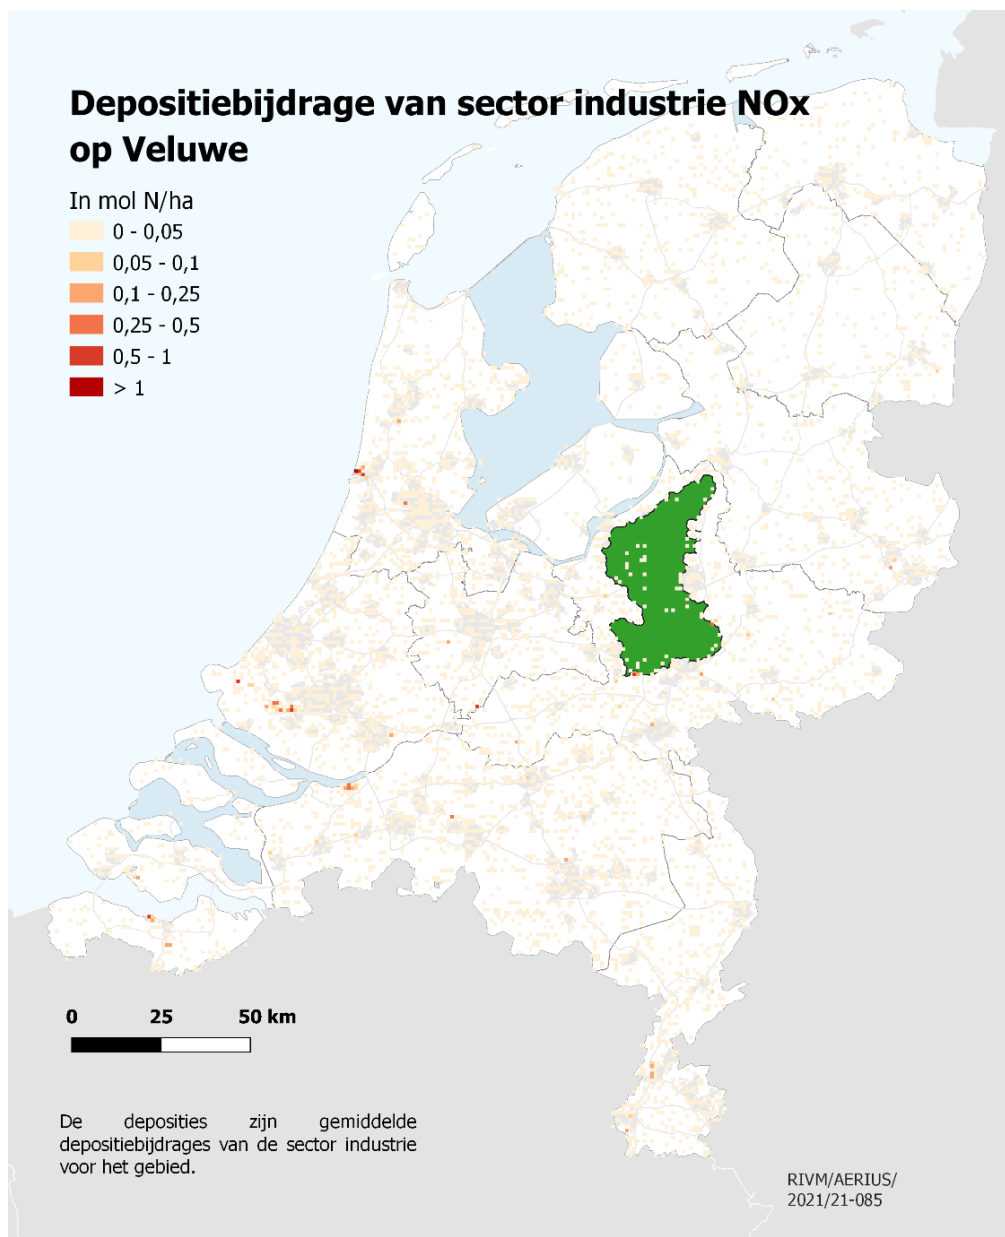 Depositiebijdrage van sector industrie NOx
op Veluwe
In mol N/ha
0 - 0,05
0,05 - 0,1
0,1 - 0,25
0,25 - 0,5
0,5 - 1
> 1
0 25 50 km
De deposities zijn gemiddelde
depositiebijdrages van de sector industrie
voor het gebied.
RIVM/AERIUS/
2021/21-085